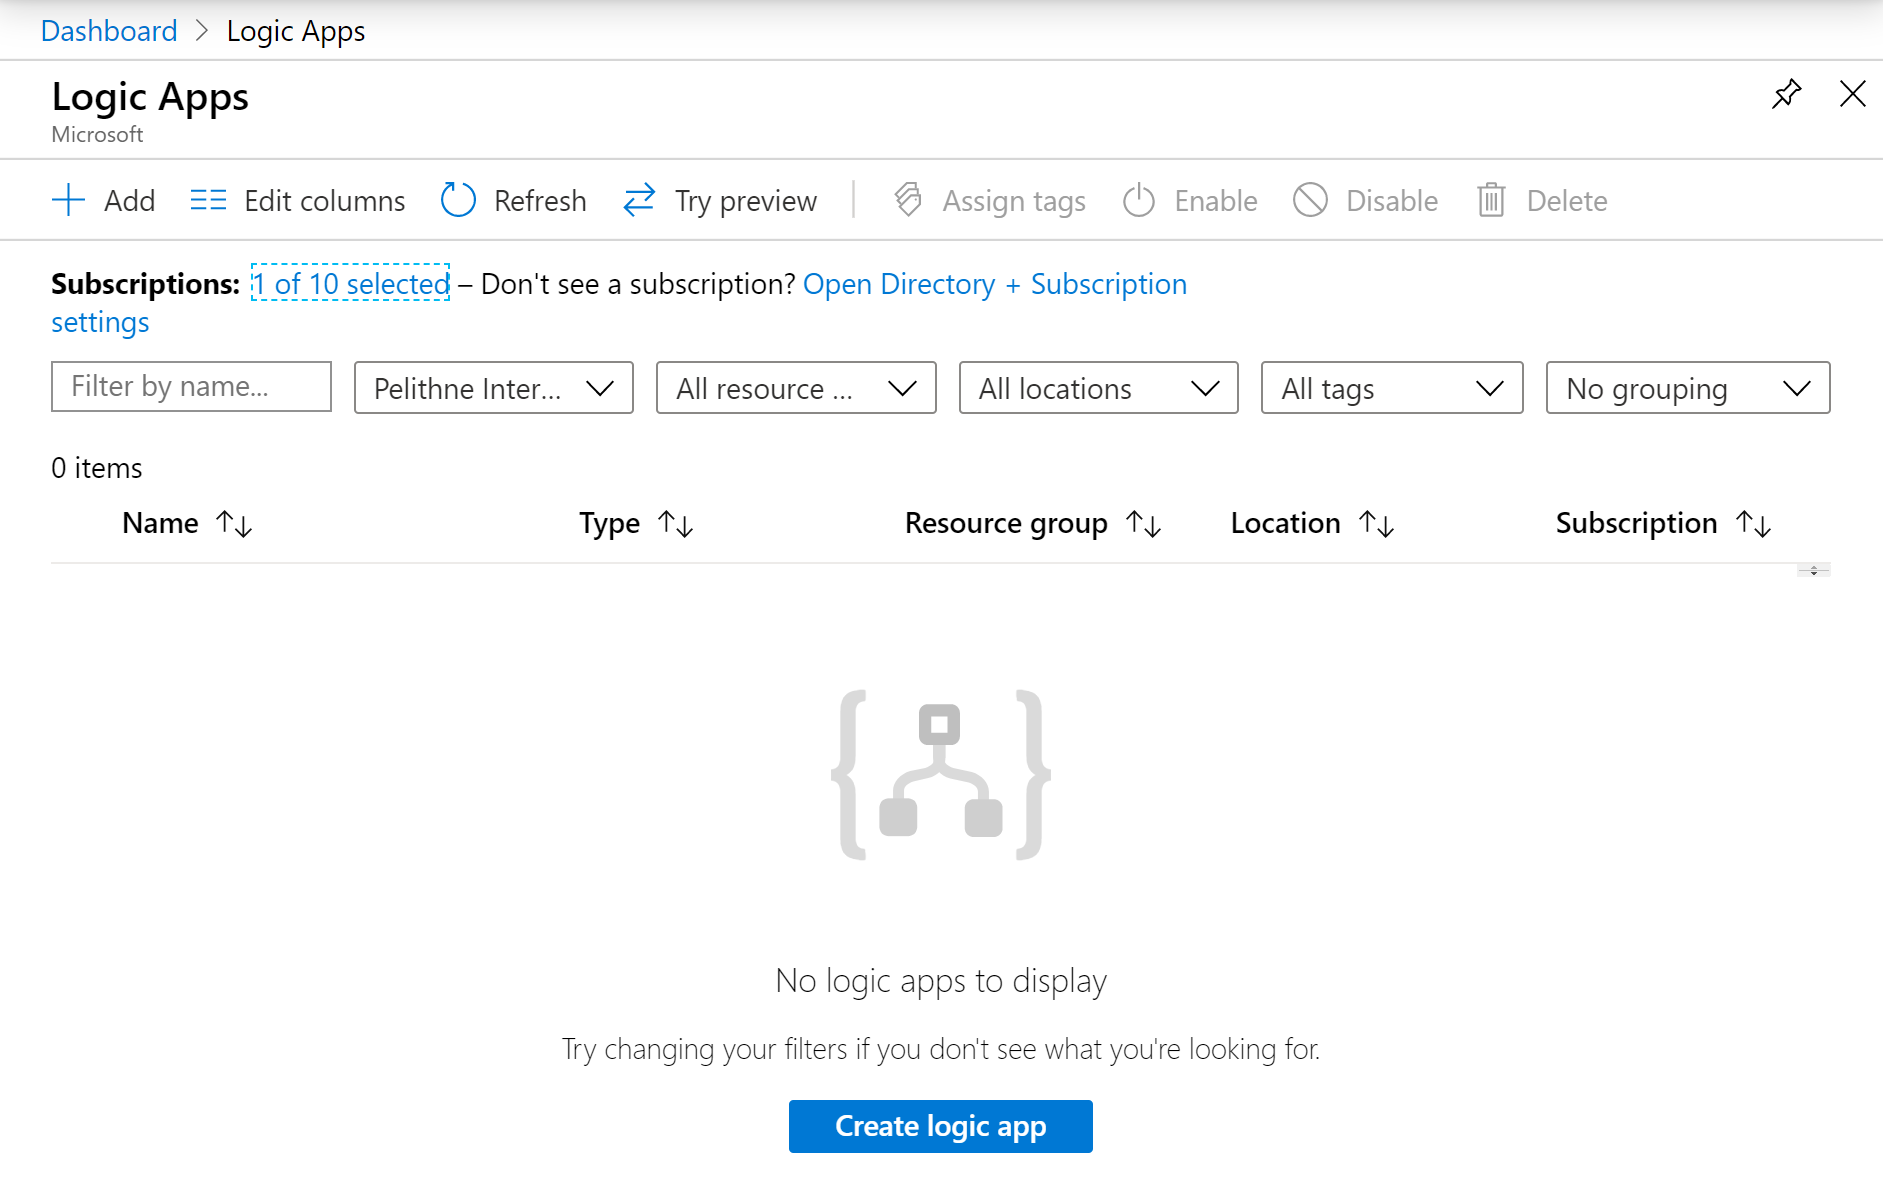 Dashboard > Logic Apps
Logic Apps
Microsoft
Add Edit columns Refresh Try preview Assign tags Enable Disable Delete
Subscriptions: 1 of 10 selected – Don't see a subscription? Open Directory + Subscription
settings
Filter by name... Pelithne Inter... All resource ... All locations All tags No grouping
0 items
Name Type Resource group Location Subscription
No logic apps to display
Try changing your filters if you don't see what you're looking for.
Create logic app